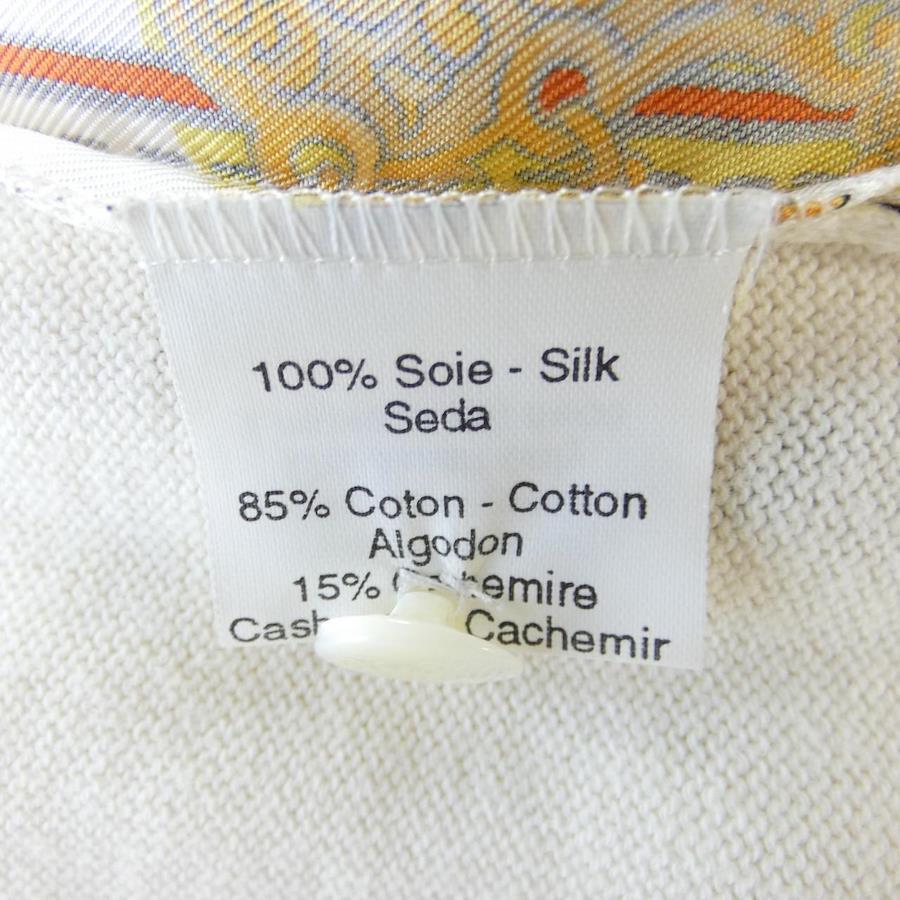 100% Soie - Silk
Seda
85% Coton - Cotton
Algodon
15%
Cachemir